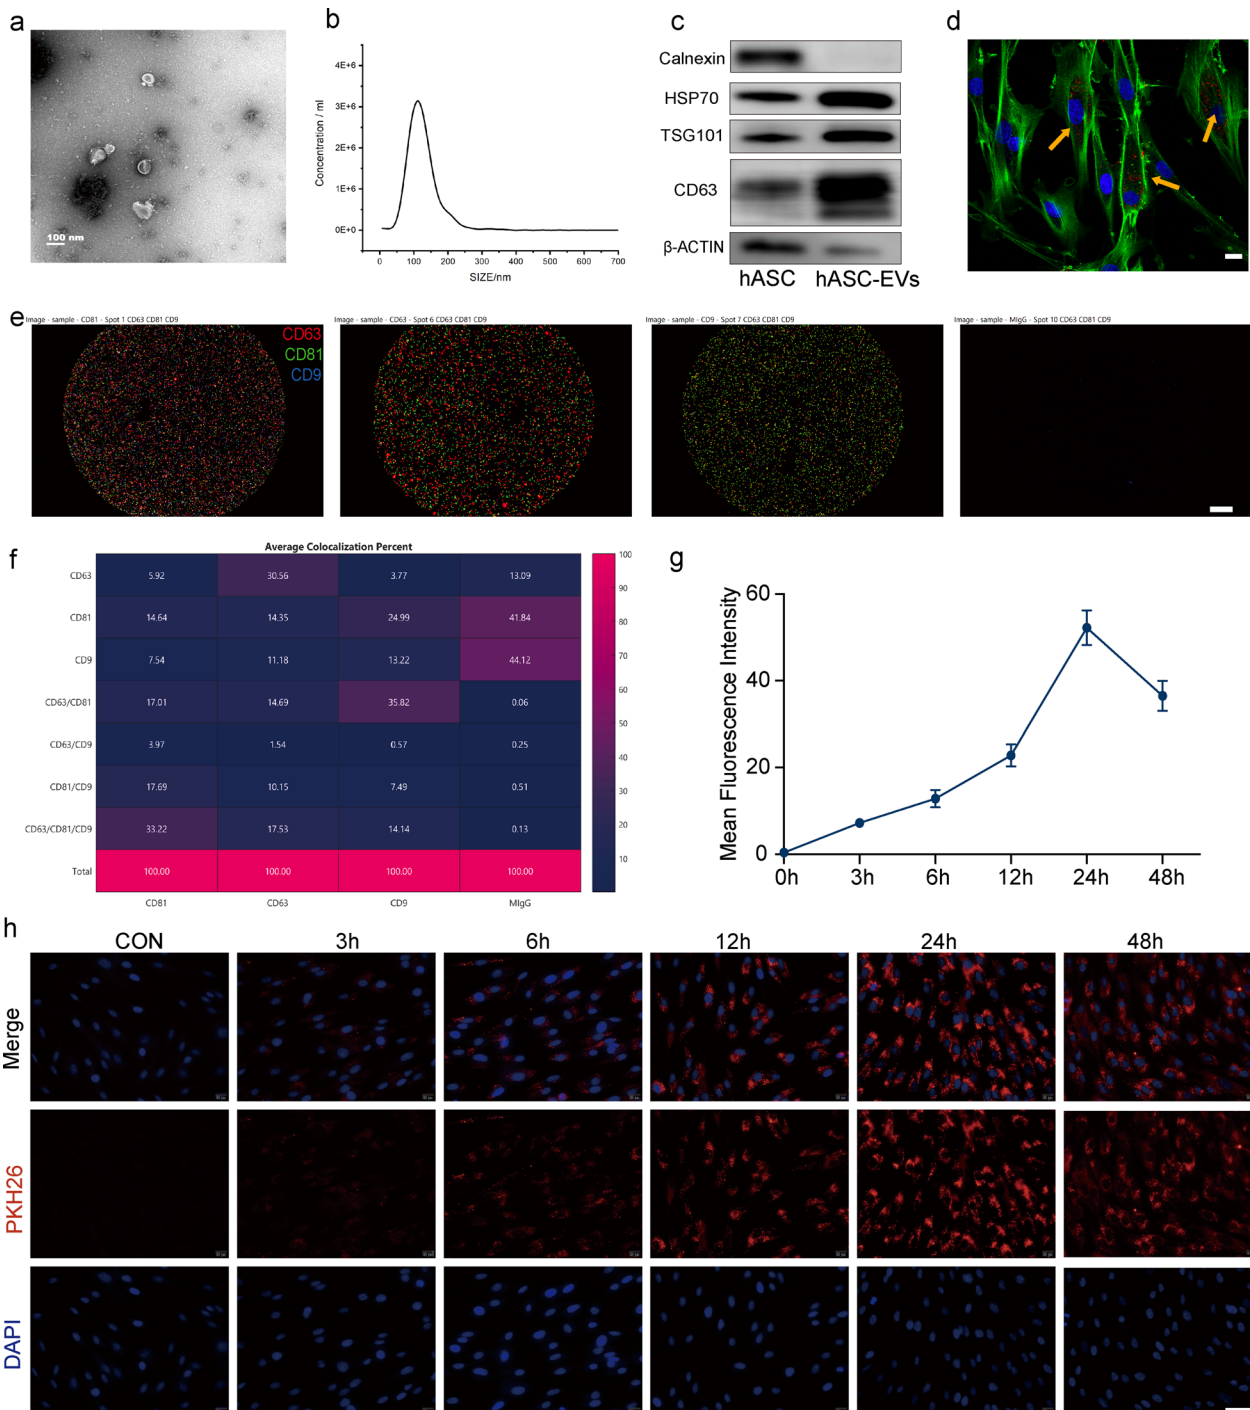 a
100 nm
b
Concentration / ml
4E+6
3E+6
2E+6
1E+6
0E+0
0 100 200 300 400 500 600 700
SIZE/nm
c
Calnexin
HSP70
TSG101
CD63
β-ACTIN
hASC hASC-EVs
d
e
Image - sample - CD81 - Spot 1 CD63 CD81 CD9
Image - sample - CD63 - Spot 6 CD63 CD81 CD9
Image - sample - CD9 - Spot 7 CD63 CD81 CD9
Image - sample - MIgG - Spot 10 CD63 CD81 CD9
CD63
CD81
CD9
f
Average Colocalization Percent
CD63 5.92 30.56 3.77 13.09
CD81 14.64 14.35 24.99 41.84
CD9 7.54 11.18 13.22 44.12
CD63/CD81 17.01 14.69 35.82 0.06
CD63/CD9 3.97 1.54 0.57 0.25
CD81/CD9 17.69 10.15 7.49 0.51
CD63/CD81/CD9 33.22 17.53 14.14 0.13
Total 100.00 100.00 100.00 100.00
CD81 CD63 CD9 MIgG
100
90
80
70
60
50
40
30
20
10
g
Mean Fluorescence Intensity
60
40
20
0
0h 3h 6h 12h 24h 48h
h
CON 3h 6h 12h 24h 48h
Merge
PKH26
DAPI